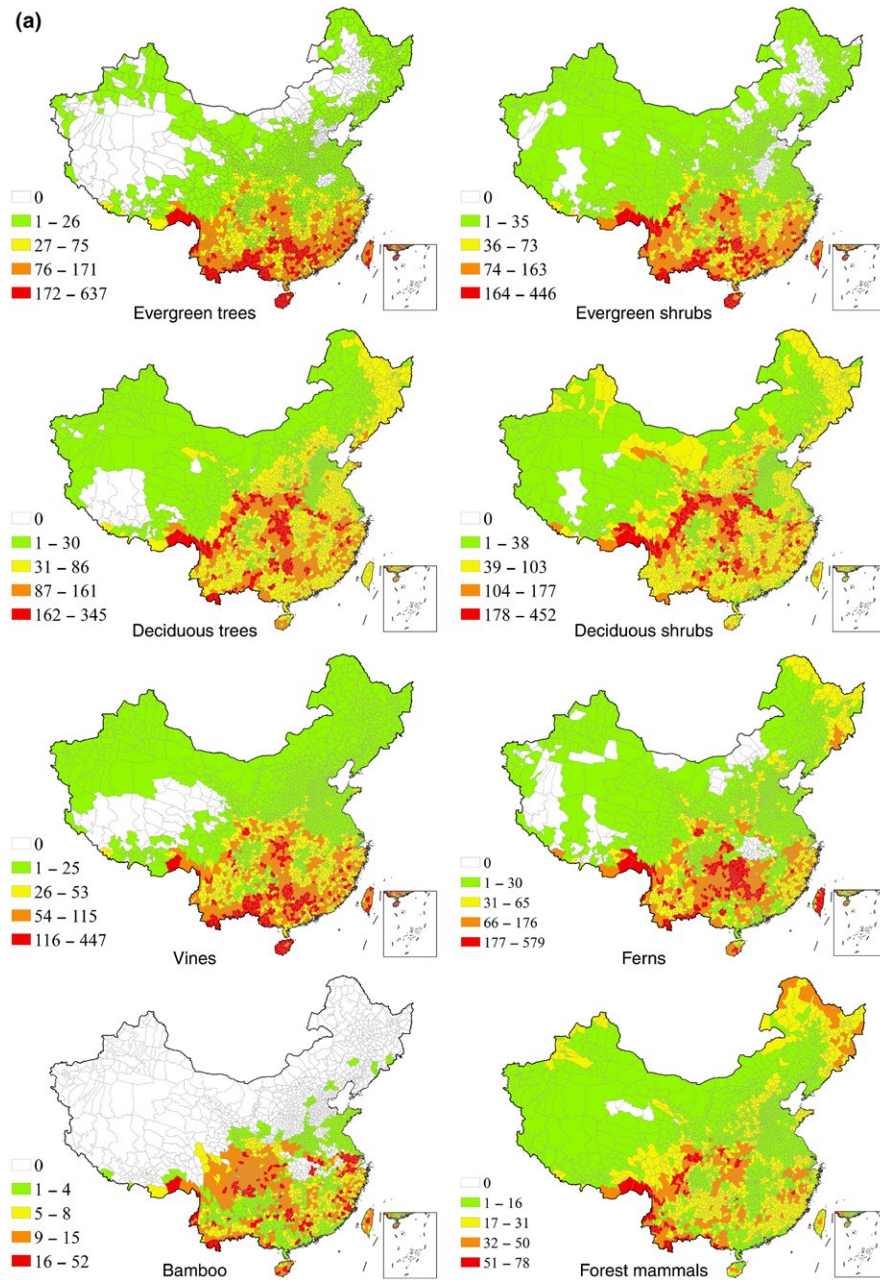 (a)
0
1 – 26
27 – 75
76 – 171
172 – 637
Evergreen trees
0
1 – 35
36 – 73
74 – 163
164 – 446
Evergreen shrubs
0
1 – 30
31 – 86
87 – 161
162 – 345
Deciduous trees
0
1 – 38
39 – 103
104 – 177
178 – 452
Deciduous shrubs
0
1 – 25
26 – 53
54 – 115
116 – 447
Vines
0
1 – 30
31 – 65
66 – 176
177 – 579
Ferns
0
1 – 4
5 – 8
9 – 15
16 – 52
Bamboo
0
1 – 16
17 – 31
32 – 50
51 – 78
Forest mammals